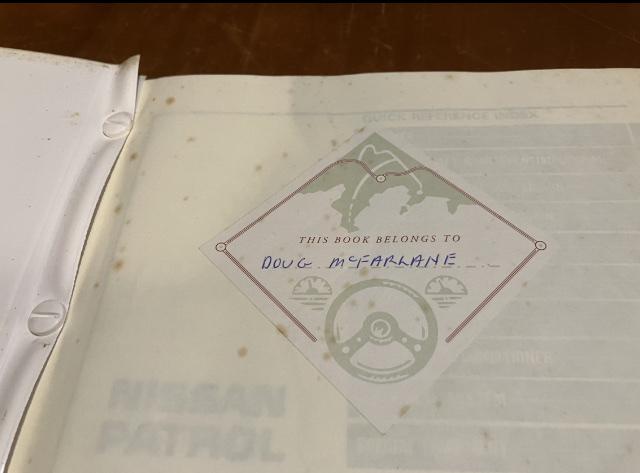 QUICK REFERENCE INDEX
THIS BOOK BELONGS TO
DOUG MCFARLANE
NISSAN
PATROL